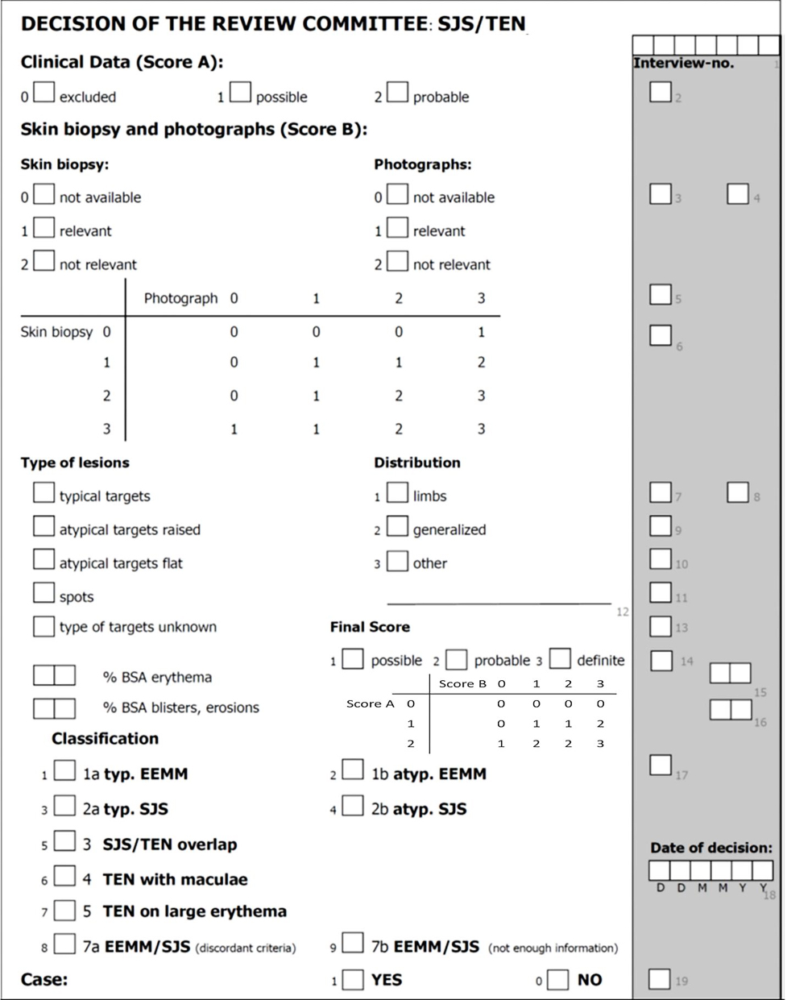 DECISION OF THE REVIEW COMMITTEE: SJS/TEN
Clinical Data (Score A):
Interview-no. 1
0 excluded 1 possible 2 probable 2
Skin biopsy and photographs (Score B):
Skin biopsy: Photographs:
0 not available 0 not available 3 4
1 relevant 1 relevant
2 not relevant 2 not relevant
Photograph 0 1 2 3 5
Skin biopsy 0 0 0 0 1 6
1 0 1 1 2
2 0 1 2 3
3 1 1 2 3
Type of lesions Distribution
typical targets 1 limbs 7 8
atypical targets raised 2 generalized 9
atypical targets flat 3 other 10
spots 11
12
type of targets unknown Final Score 13
1 possible 2 probable 3 definite 14
% BSA erythema Score B 0 1 2 3 15
% BSA blisters, erosions Score A 0 0 0 0 0 16
1 0 1 1 2
Classification 2 1 2 2 3
1 1a typ. EEMM 2 1b atyp. EEMM 17
3 2a typ. SJS 4 2b atyp. SJS
5 3 SJS/TEN overlap Date of decision:
6 4 TEN with maculae D D M M Y Y 18
7 5 TEN on large erythema
8 7a EEMM/SJS (discordant criteria) 9 7b EEMM/SJS (not enough information)
Case: 1 YES 0 NO 19